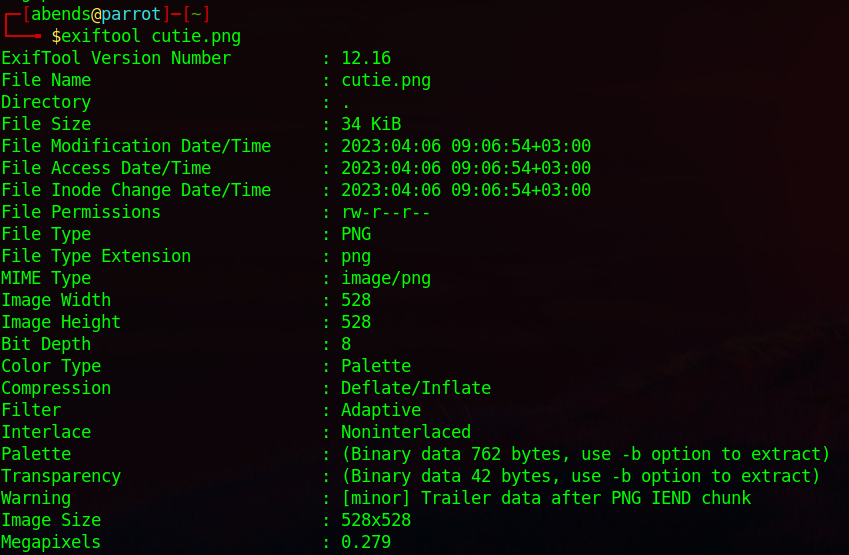 ┌─[abends@parrot]─[~]
└──╼ $exiftool cutie.png
ExifTool Version Number         : 12.16
File Name                       : cutie.png
Directory                       : .
File Size                       : 34 KiB
File Modification Date/Time     : 2023:04:06 09:06:54+03:00
File Access Date/Time           : 2023:04:06 09:06:54+03:00
File Inode Change Date/Time     : 2023:04:06 09:06:54+03:00
File Permissions                : rw-r--r--
File Type                       : PNG
File Type Extension             : png
MIME Type                       : image/png
Image Width                     : 528
Image Height                    : 528
Bit Depth                       : 8
Color Type                      : Palette
Compression                     : Deflate/Inflate
Filter                          : Adaptive
Interlace                       : Noninterlaced
Palette                         : (Binary data 762 bytes, use -b option to extract)
Transparency                    : (Binary data 42 bytes, use -b option to extract)
Warning                         : [minor] Trailer data after PNG IEND chunk
Image Size                      : 528x528
Megapixels                      : 0.279